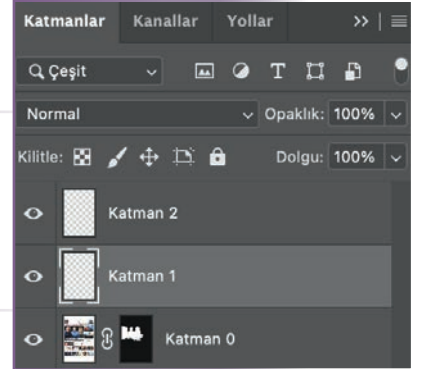 Katmanlar Kanallar Yollar
Çeşit
Normal Opaklık: 100%
Kilitle: Dolgu: 100%
Katman 2
Katman 1
Katman 0